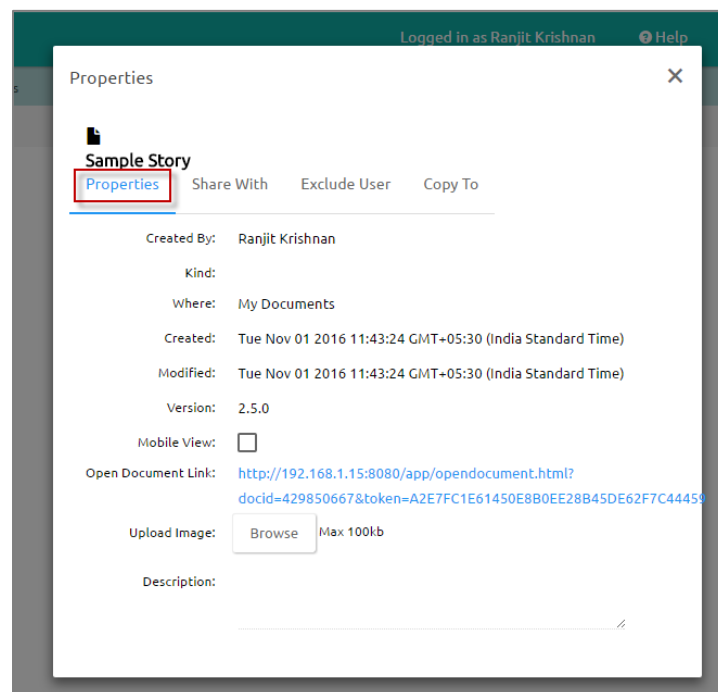 Logged in as Ranjit Krishnan ? Help
s
Properties ×
Sample Story
Properties Share With Exclude User Copy To
Created By: Ranjit Krishnan
Kind:
Where: My Documents
Created: Tue Nov 01 2016 11:43:24 GMT+05:30 (India Standard Time)
Modified: Tue Nov 01 2016 11:43:24 GMT+05:30 (India Standard Time)
Version: 2.5.0
Mobile View:
Open Document Link: http://192.168.1.15:8080/app/opendocument.html?
docid=429850667&token=A2E7FC1E61450E8B0EE28B45DE62F7C44459
Upload Image: Browse Max 100kb
Description: